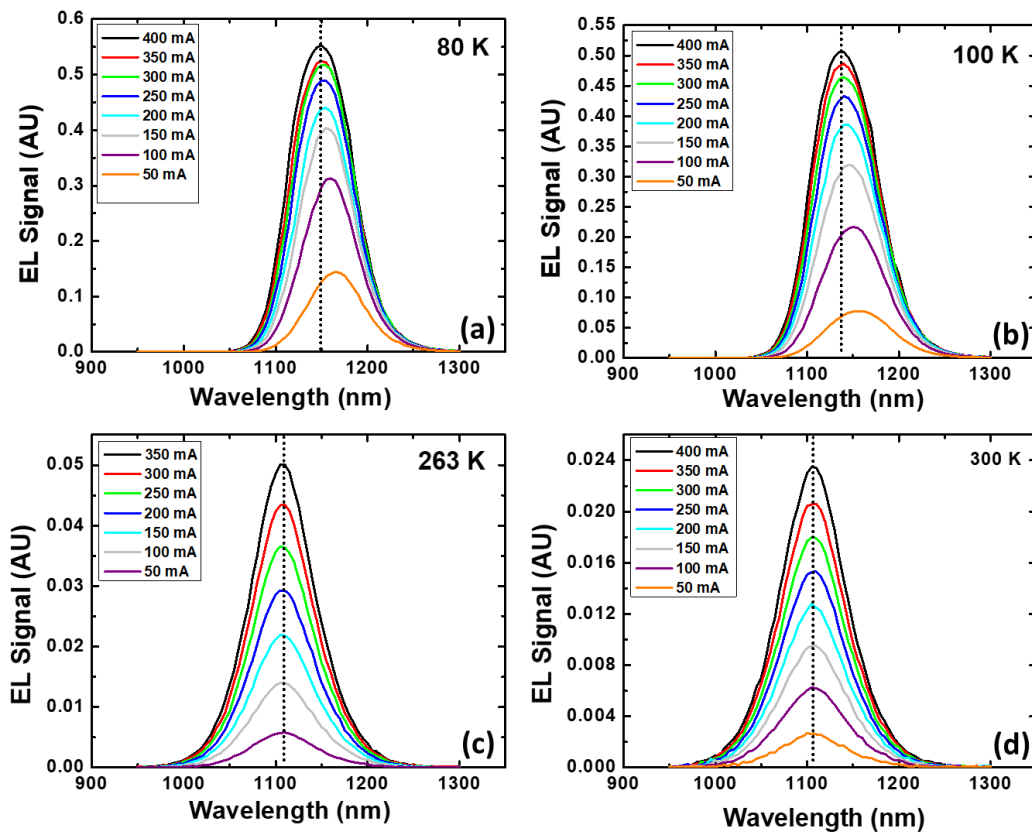 0.6
0.5
0.4
0.3
0.2
0.1
0.0
EL Signal (AU)
400 mA
350 mA
300 mA
250 mA
200 mA
150 mA
100 mA
50 mA
80 K
(a)
900 1000 1100 1200 1300
Wavelength (nm)
0.55
0.50
0.45
0.40
0.35
0.30
0.25
0.20
0.15
0.10
0.05
0.00
EL Signal (AU)
400 mA
350 mA
300 mA
250 mA
200 mA
150 mA
100 mA
50 mA
100 K
(b)
900 1000 1100 1200 1300
Wavelength (nm)
0.05
0.04
0.03
0.02
0.01
0.00
EL Signal (AU)
350 mA
300 mA
250 mA
200 mA
150 mA
100 mA
50 mA
263 K
(c)
900 1000 1100 1200 1300
Wavelength (nm)
0.024
0.020
0.016
0.012
0.008
0.004
0.000
EL Signal (AU)
400 mA
350 mA
300 mA
250 mA
200 mA
150 mA
100 mA
50 mA
300 K
(d)
900 1000 1100 1200 1300
Wavelength (nm)